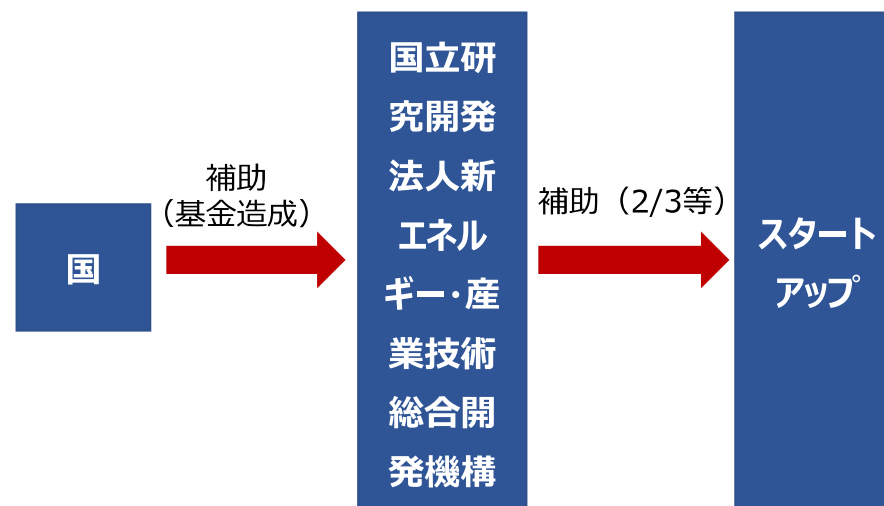 国
補助
（基金造成）
国立研
究開発
法人新
エネル
ギー・産
業技術
総合開
発機構
補助（2/3等）
スタート
アップ